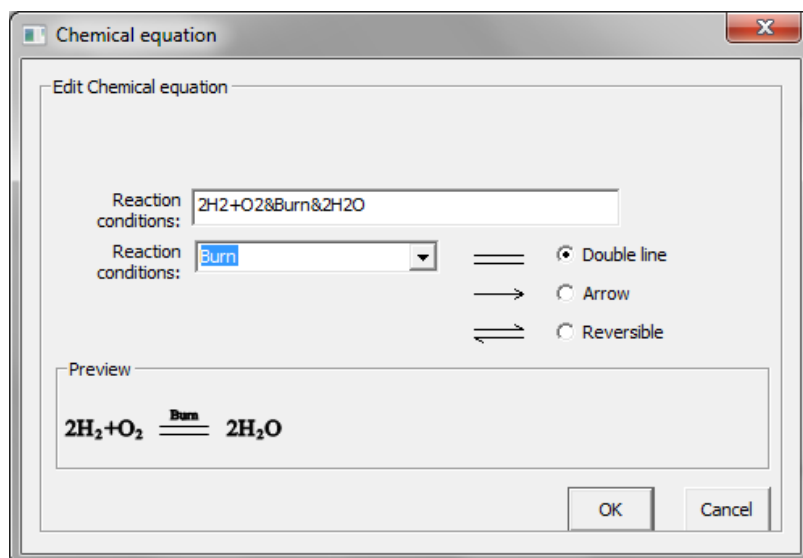 Chemical equation
Edit Chemical equation
Reaction
conditions:
2H2+O2&Burn&2H2O
Reaction
conditions:
Burn
Double line
Arrow
Reversible
Preview
2H₂+O₂ Burn 2H₂O
OK
Cancel